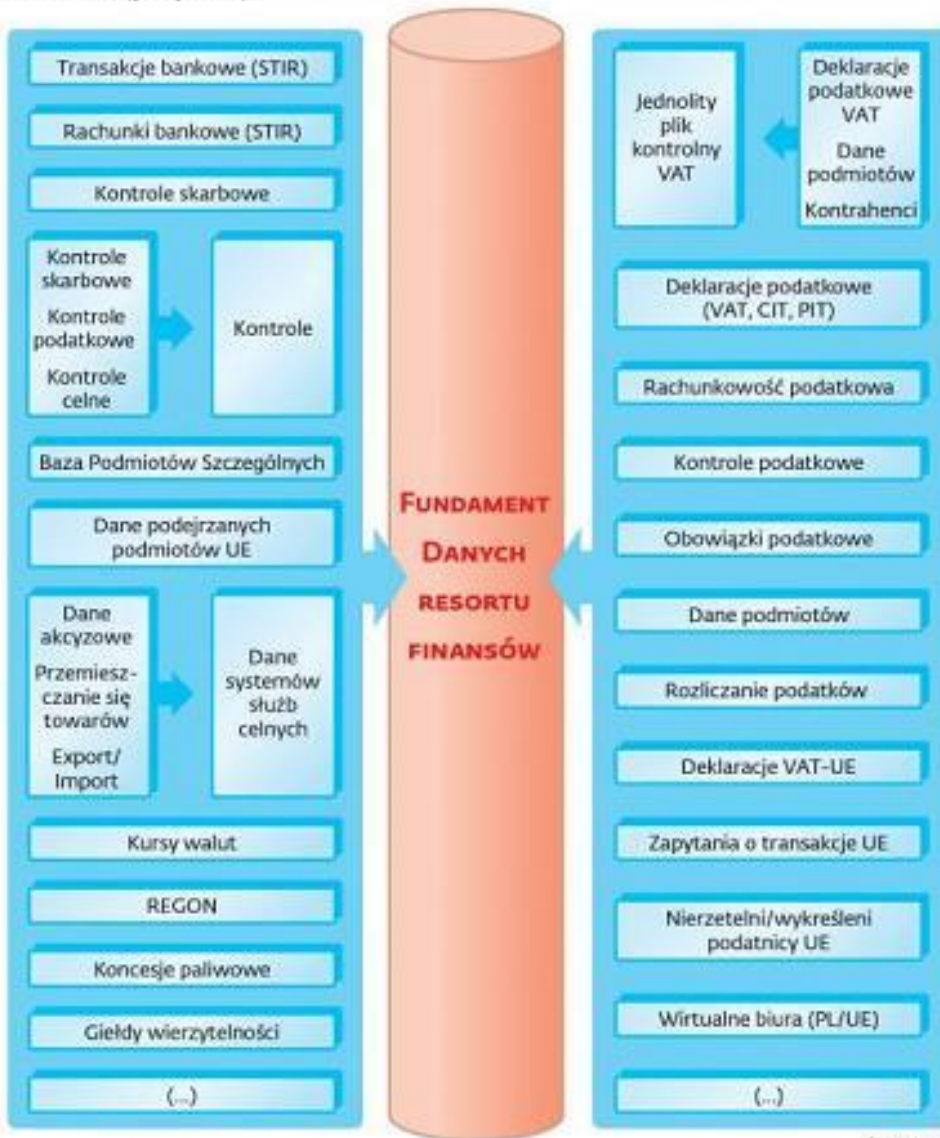 Transakcje bankowe (STIR)
Rachunki bankowe (STIR)
Kontrole skarbowe
Kontrole
skarbowe
Kontrole
podatkowe
Kontrole
celne
Kontrole
Baza Podmiotów Szczególnych
Dane podejrzanych
podmiotów UE
Dane
akcyzowe
Przemiesz-
czanie się
towarów
Export/
Import
Dane
systemów
służb
celnych
Kursy walut
REGON
Koncesje paliwowe
Giełdy wierzytelności
(...)
FUNDAMENT
DANYCH
RESORTU
FINANSÓW
Jednolity
plik
kontrolny
VAT
Deklaracje
podatkowe
VAT
Dane
podmiotów
Kontrahenci
Deklaracje podatkowe
(VAT, CIT, PIT)
Rachunkowość podatkowa
Kontrole podatkowe
Obowiązki podatkowe
Dane podmiotów
Rozliczanie podatków
Deklaracje VAT-UE
Zapytania o transakcje UE
Nierzetelni/wykreśleni
podatnicy UE
Wirtualne biura (PL/UE)
(...)